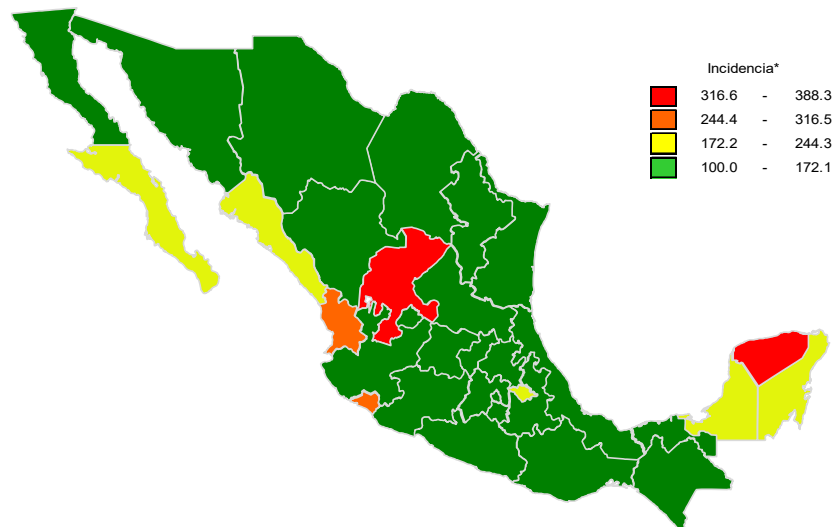 Incidencia*
316.6 - 388.3
244.4 - 316.5
172.2 - 244.3
100.0 - 172.1